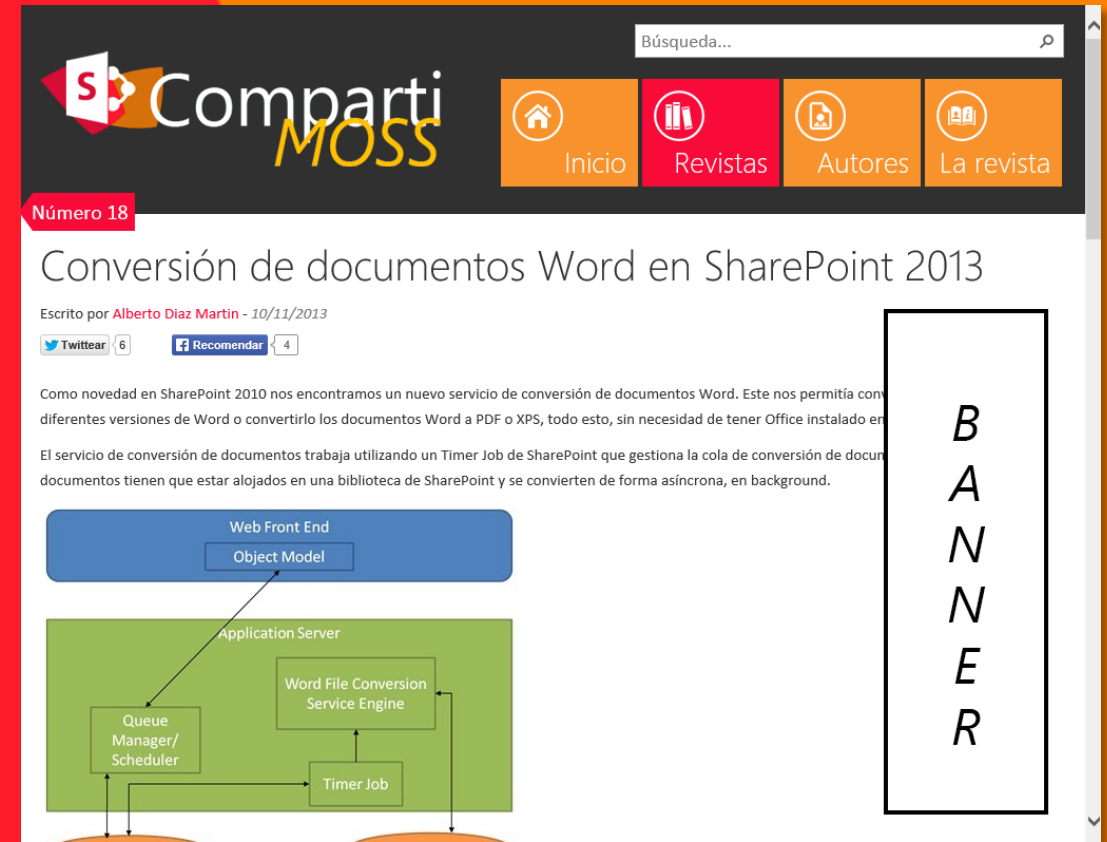 Búsqueda...
S
Comparti
MOSS
Inicio
Revistas
Autores
La revista
Número 18
Conversión de documentos Word en SharePoint 2013
Escrito por Alberto Diaz Martin - 10/11/2013
Twittear 6
Recomendar 4
Como novedad en SharePoint 2010 nos encontramos un nuevo servicio de conversión de documentos Word. Este nos permitía
diferentes versiones de Word o convertirlo los documentos Word a PDF o XPS, todo esto, sin necesidad de tener Office instalado en
El servicio de conversión de documentos trabaja utilizando un Timer Job de SharePoint que gestiona la cola de conversión de
documentos tienen que estar alojados en una biblioteca de SharePoint y se convierten de forma asíncrona, en background.
BANNER
Web Front End
Object Model
Application Server
Word File Conversion
Service Engine
Queue
Manager/
Scheduler
Timer Job